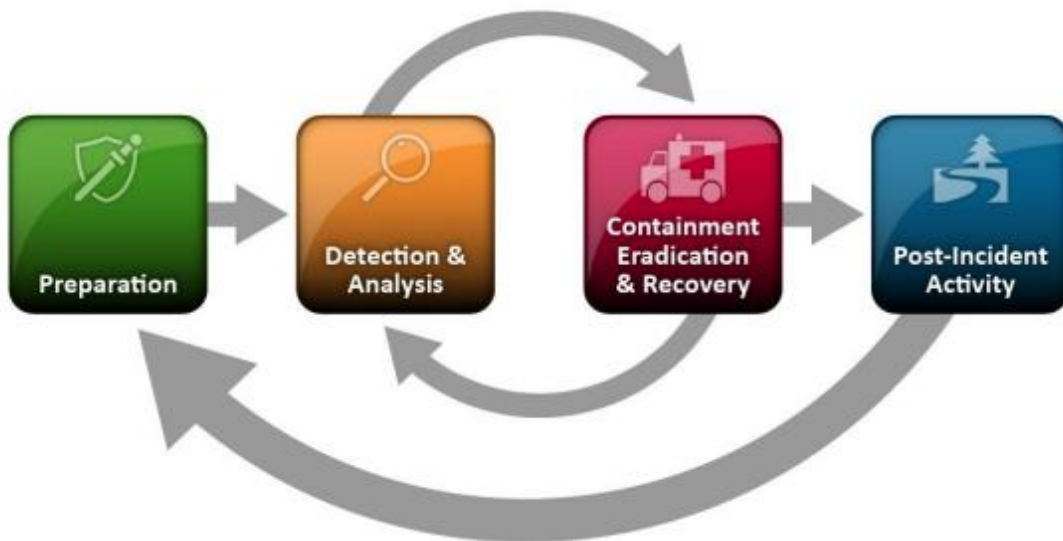 Preparation
Detection &
Analysis
Containment
Eradication
& Recovery
Post-Incident
Activity